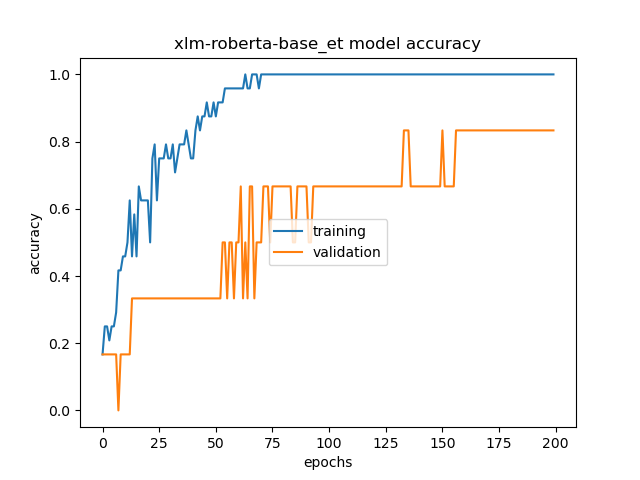 xlm-roberta-base_et model accuracy
1.0
0.8
0.6
0.4
0.2
0.0
accuracy
training
validation
0 25 50 75 100 125 150 175 200
epochs